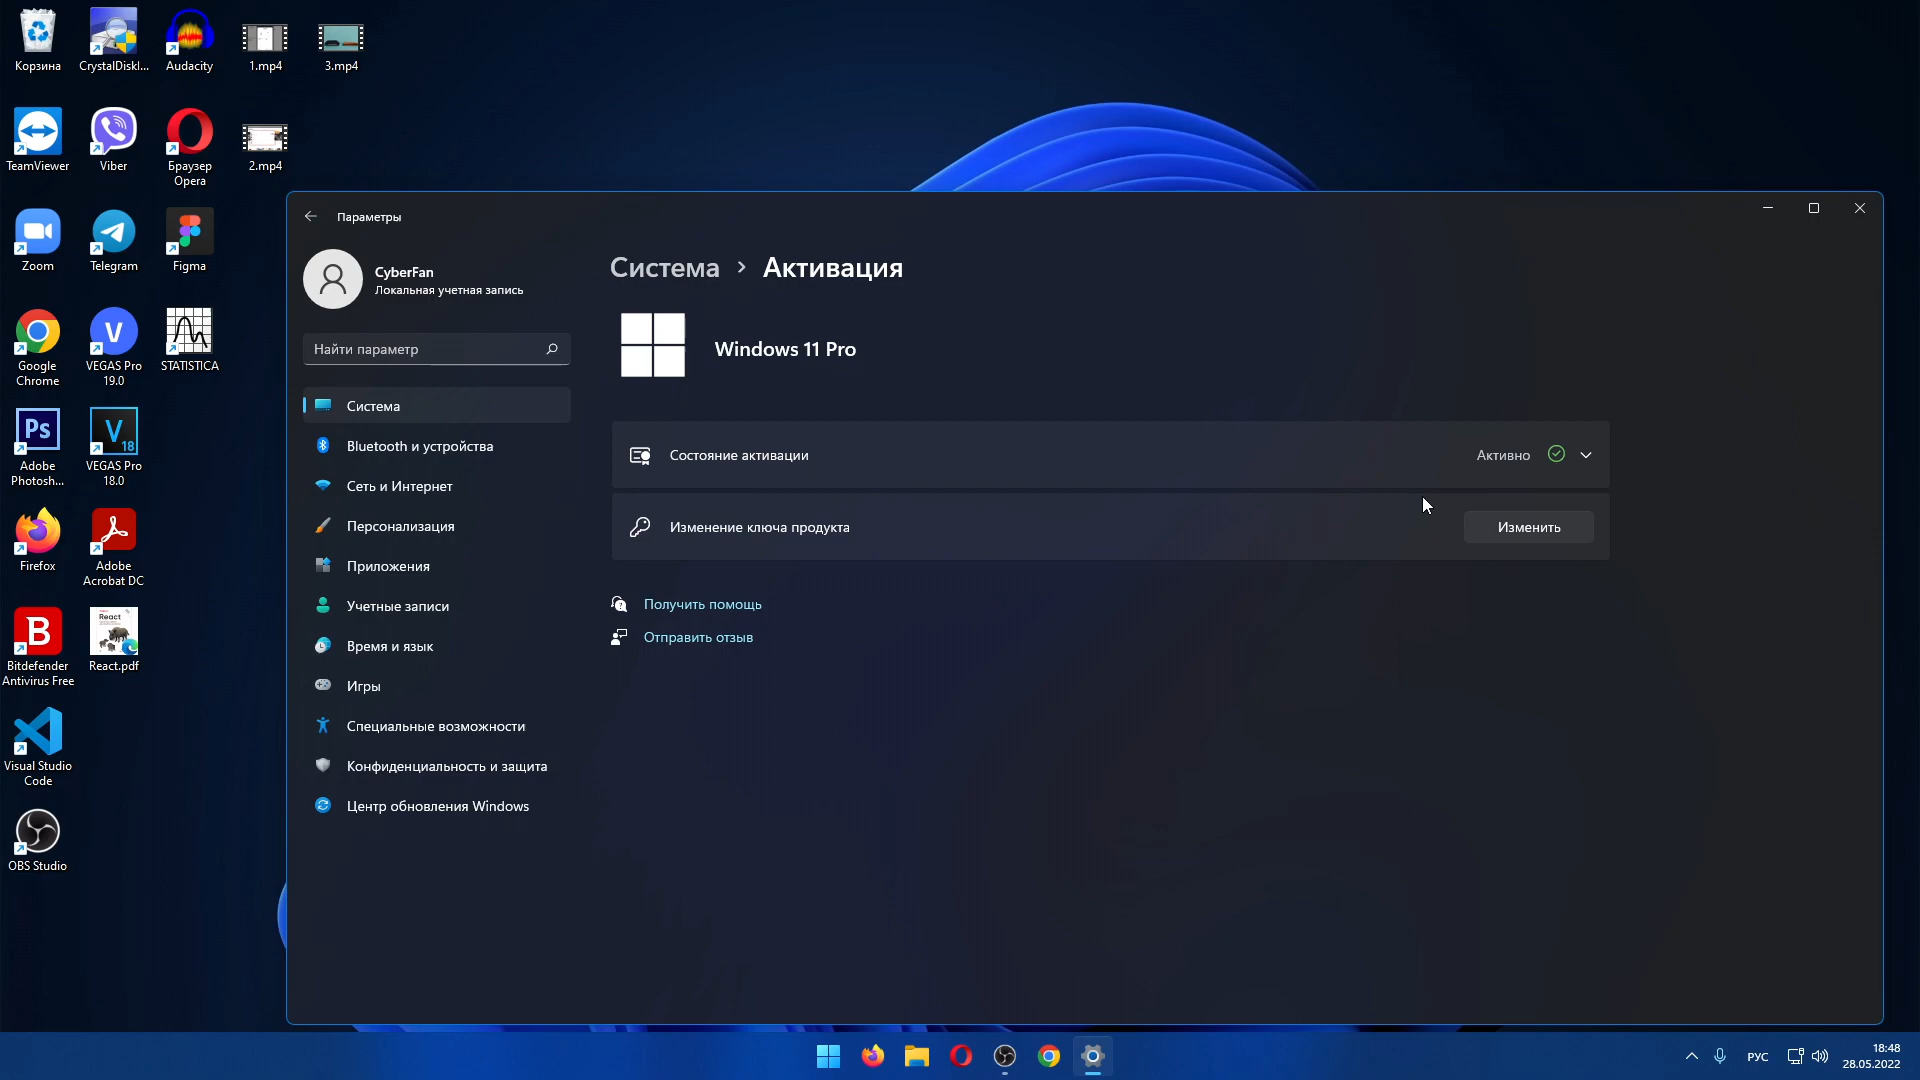 Корзина
CrystalDiskI...
Audacity
1.mp4
3.mp4
TeamViewer
Viber
Браузер
Opera
2.mp4
Zoom
Telegram
Figma
Google
Chrome
VEGAS Pro
19.0
STATISTICA
Adobe
Photosh...
VEGAS Pro
18.0
Firefox
Adobe
Acrobat DC
Bitdefender
Antivirus Free
React
React.pdf
Visual Studio
Code
OBS Studio
Параметры
CyberFan
Локальная учетная запись
Найти параметр
Система
Bluetooth и устройства
Сеть и Интернет
Персонализация
Приложения
Учетные записи
Время и язык
Игры
Специальные возможности
Конфиденциальность и защита
Центр обновления Windows
Система › Активация
Windows 11 Pro
Состояние активации
Активно
Изменение ключа продукта
Изменить
Получить помощь
Отправить отзыв
РУС
18:48
28.05.2022